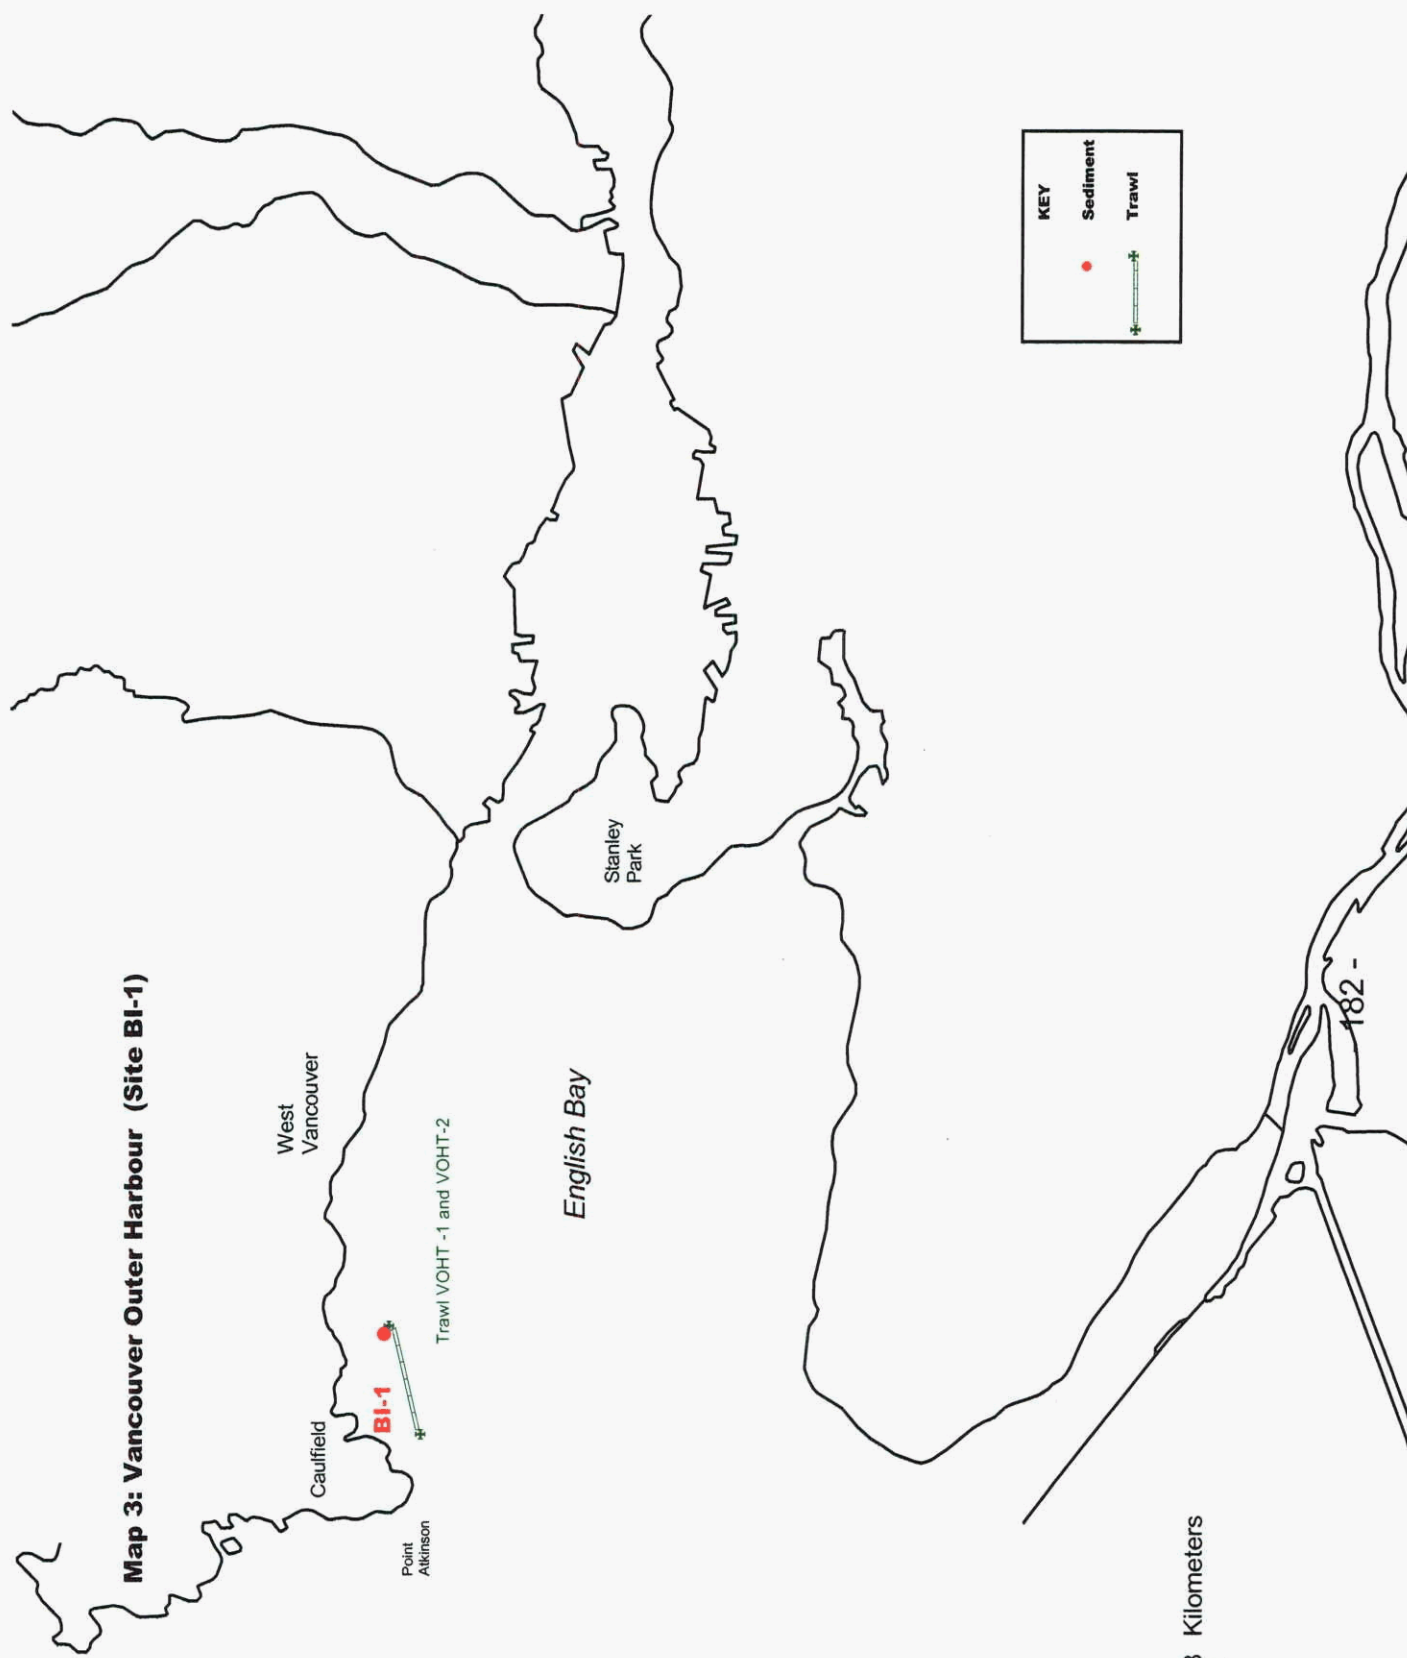 Map 3: Vancouver Outer Harbour (Site BI-1)
West
Vancouver
Caulfield
Point
Atkinson
BI-1
Trawl VOHT -1 and VOHT-2
English Bay
Stanley
Park
KEY
Sediment
Trawl
Kilometers
182 -